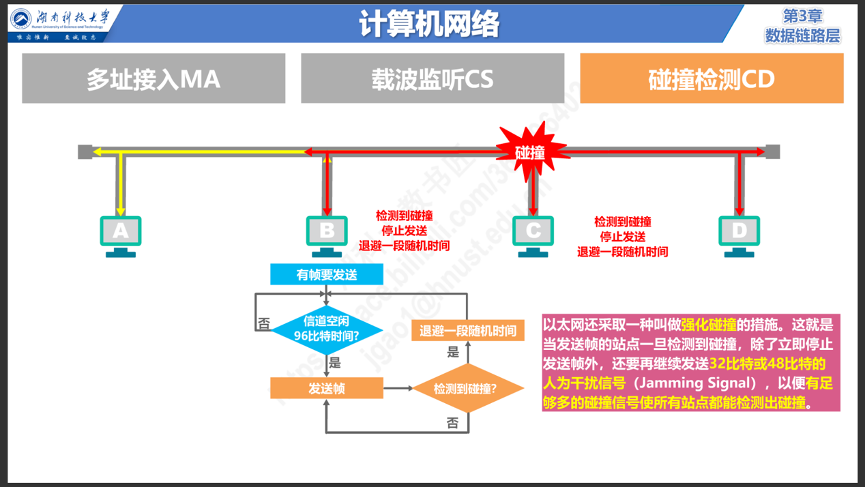 湖南科技大学
Hunan University of Science and Technology
唯实惟新 至诚致志
计算机网络
第3章
数据链路层
多址接入MA
载波监听CS
碰撞检测CD
碰撞
A
B
C
D
检测到碰撞
停止发送
退避一段随机时间
检测到碰撞
停止发送
退避一段随机时间
有帧要发送
信道空闲
96比特时间?
否
是
发送帧
检测到碰撞?
是
否
退避一段随机时间
以太网还采取一种叫做强化碰撞的措施。这就是
当发送帧的站点一旦检测到碰撞，除了立即停止
发送帧外，还要再继续发送32比特或48比特的
人为干扰信号（Jamming Signal），以便有足
够多的碰撞信号使所有站点都能检测出碰撞。